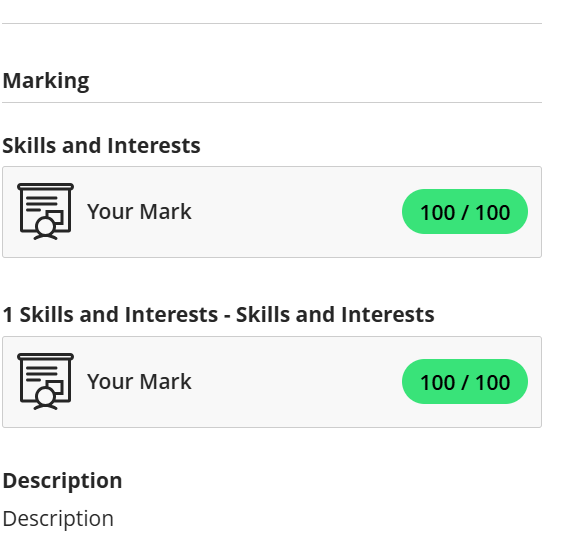 Marking
Skills and Interests
Your Mark
100 / 100
1 Skills and Interests - Skills and Interests
Your Mark
100 / 100
Description
Description